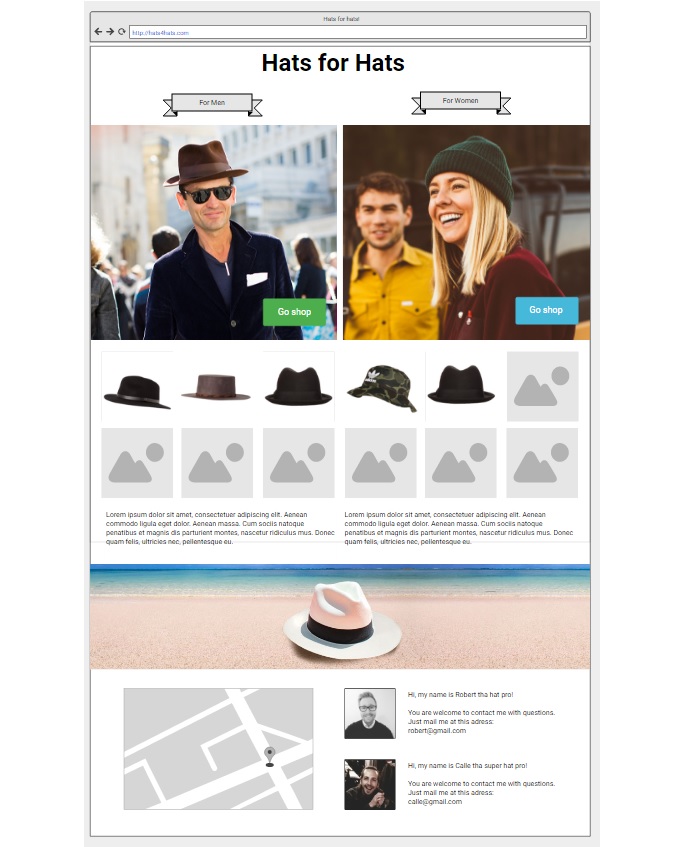 Hats for hats!
http://hats4hats.com
Hats for Hats
For Men
For Women
Go shop
Go shop
adidas
Lorem ipsum dolor sit amet, consectetuer adipiscing elit. Aenean
commodo ligula eget dolor. Aenean massa. Cum sociis natoque
penatibus et magnis dis parturient montes, nascetur ridiculus mus. Donec
quam felis, ultricies nec, pellentesque eu.
Lorem ipsum dolor sit amet, consectetuer adipiscing elit. Aenean
commodo ligula eget dolor. Aenean massa. Cum sociis natoque
penatibus et magnis dis parturient montes, nascetur ridiculus mus. Donec
quam felis, ultricies nec, pellentesque eu.
Hi, my name is Robert tha hat pro!
You are welcome to contact me with questions.
Just mail me at this adress:
robert@gmail.com
Hi, my name is Calle tha super hat pro!
You are welcome to contact me with questions.
Just mail me at this adress:
calle@gmail.com